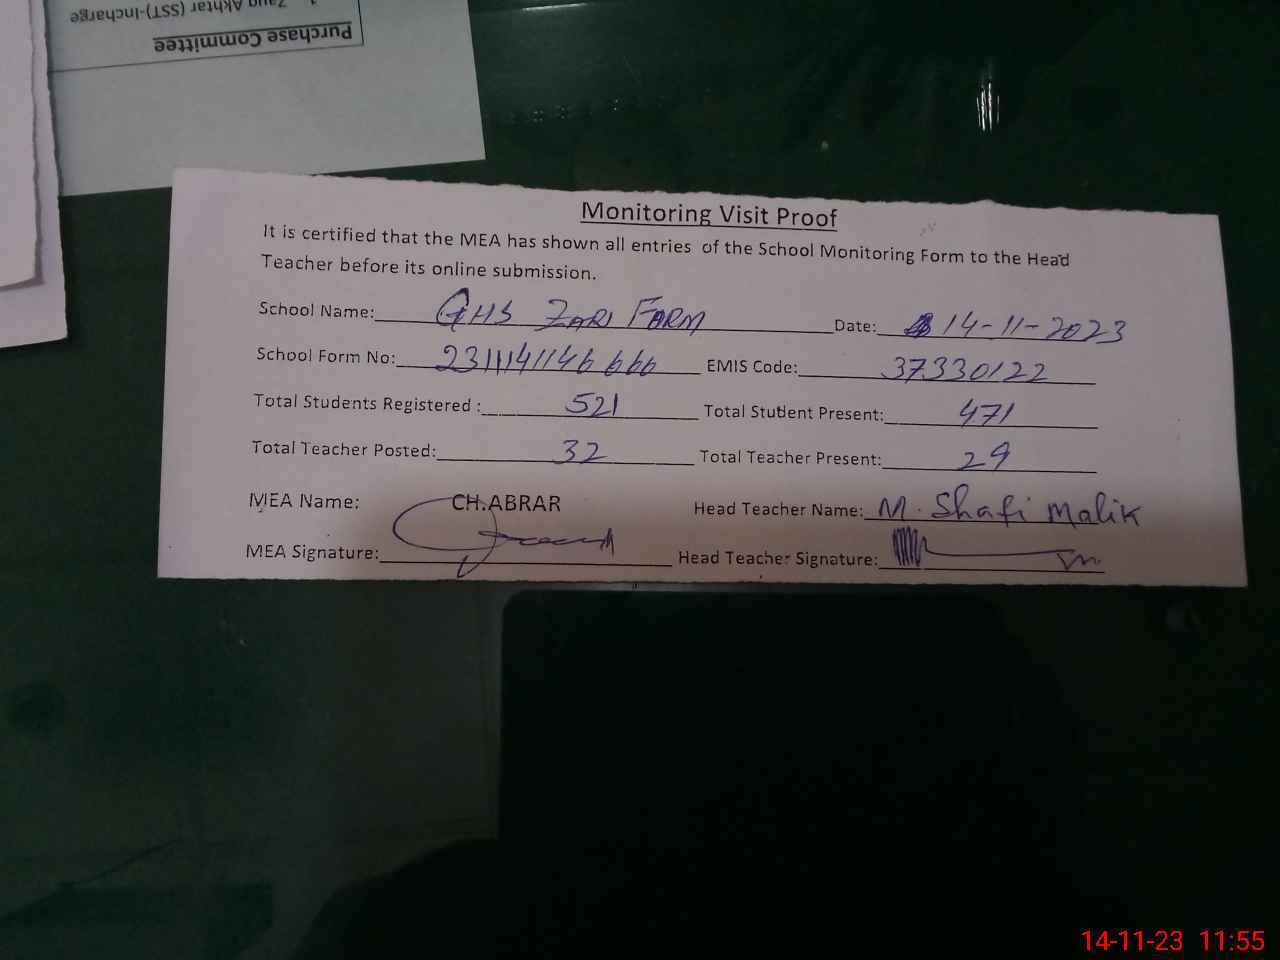 Purchase Committee
Zauq Akhtar (SST)-Incharge
Monitoring Visit Proof
It is certified that the MEA has shown all entries of the School Monitoring Form to the Head
Teacher before its online submission.
School Name: GHS ZARI FARM Date: 14-11-2023
School Form No: 2311141146 666 EMIS Code: 37330122
Total Students Registered : 521 Total Student Present: 471
Total Teacher Posted: 32 Total Teacher Present: 29
MEA Name: CH.ABRAR Head Teacher Name: M. Shafi Malik
MEA Signature: Head Teacher Signature:
14-11-23 11:55